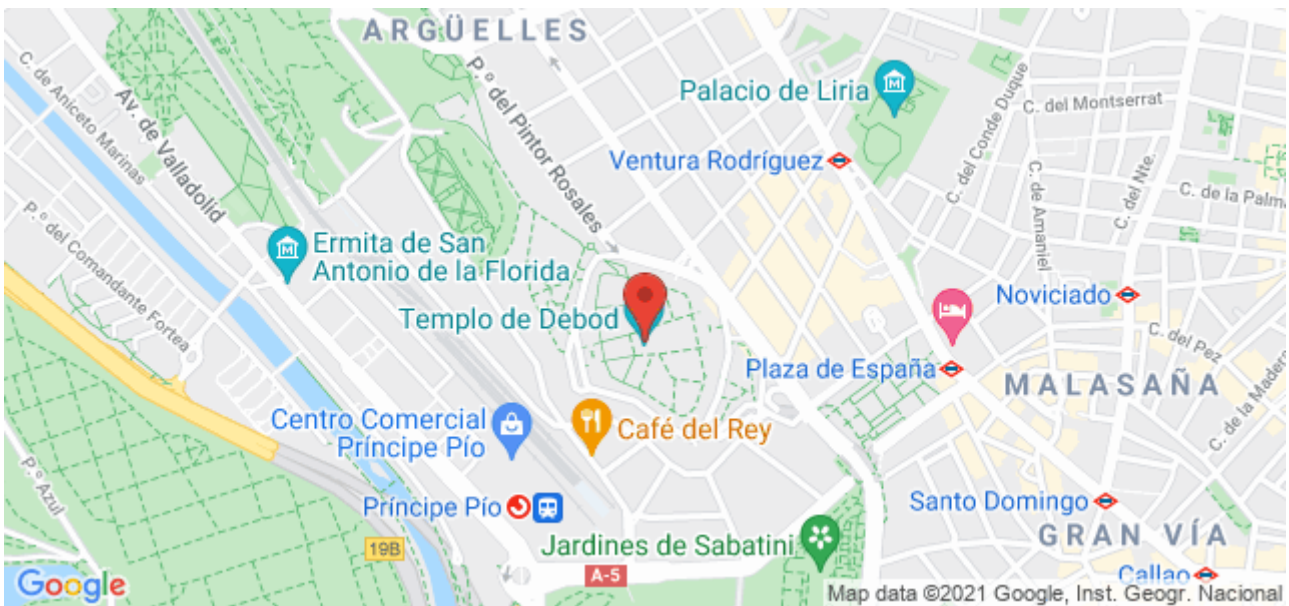 ARGÜELLES
C. de Aniceto Marinas
Av. de Valladolid
P.º del Pintor Rosales
Palacio de Liria
C. del Conde Duque
C. del Montserrat
Ventura Rodríguez
C. de Amaniel
C. del Nte.
C. de la Palma
P.º del Comandante Fortea
Ermita de San
Antonio de la Florida
Templo de Debod
Noviciado
C. del Pez
Plaza de España
MALASAÑA
C. de la Madera
Centro Comercial
Príncipe Pío
Café del Rey
P.º Azul
Príncipe Pío
Santo Domingo
GRAN VÍA
19B
Jardines de Sabatini
A-5
Callao
Google
Map data ©2021 Google, Inst. Geogr. Nacional